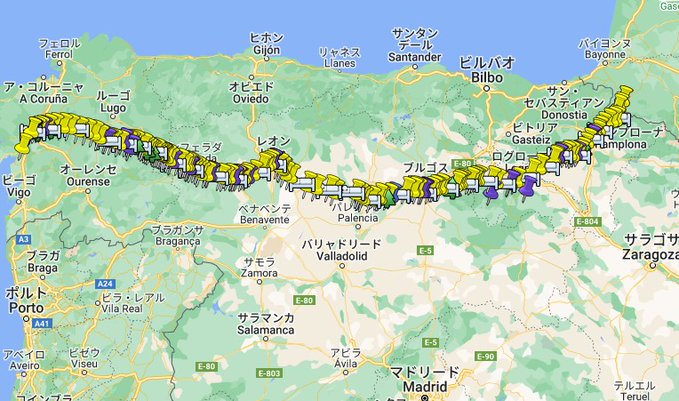 Gasc
フェロル
Ferrol
ヒホン
Gijón
リャネス
Llanes
サンタン
デール
Santander
ビルバオ
Bilbo
バイヨンヌ
Bayonne
ア・コルーニャ
A Coruña
ルーゴ
Lugo
オビエド
Oviedo
サン・
セバスティアン
Donostia
ビトリア
Gasteiz
レオン
ブルゴス
E-80
ログロ
プローナ
amplona
フェラダ
ビーゴ
Vigo
オーレンセ
Ourense
ベナベンテ
Benavente
Palencia
E-804
サラゴサ
Zaragoza
A3
ブラガ
Braga
ブラガンサ
Bragança
バリャドリード
Valladolid
E-5
サモラ
Zamora
A24
ポルト
Porto
A41
ビラ・レアル
Vila Real
E-80
サラマンカ
Salamanca
E-5
E-90
アベイロ
Aveiro
ビゼウ
Viseu
E-80
E-803
アビラ
Ávila
マドリード
Madrid
テルエル
Teruel
コインブラ